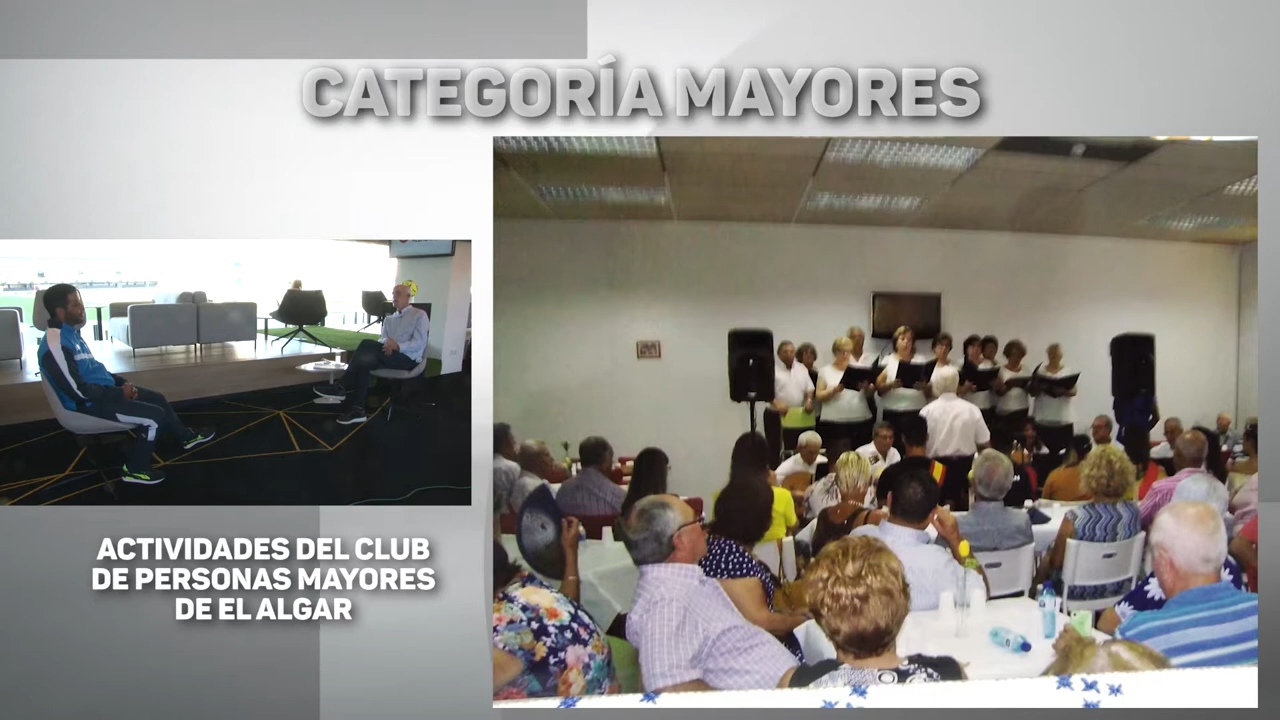 CATEGORÍA MAYORES
ACTIVIDADES DEL CLUB
DE PERSONAS MAYORES
DE EL ALGAR